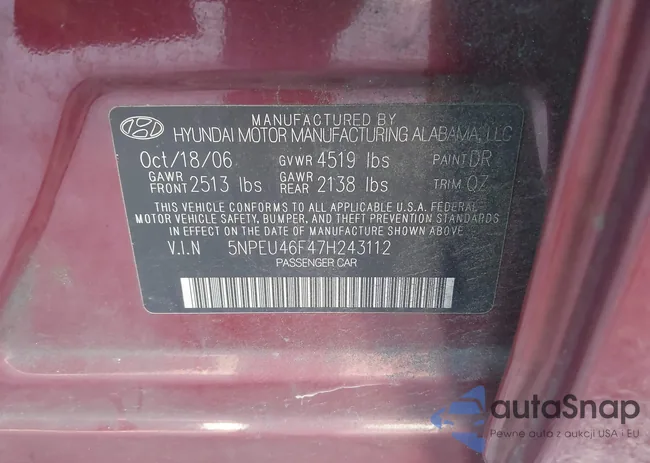 MANUFACTURED BY
HYUNDAI MOTOR MANUFACTURING ALABAMA, LLC
Oct/18/06 GVWR 4519 lbs PAINT DR
GAWR FRONT 2513 lbs GAWR REAR 2138 lbs TRIM QZ
THIS VEHICLE CONFORMS TO ALL APPLICABLE U.S.A. FEDERAL
MOTOR VEHICLE SAFETY, BUMPER, AND THEFT PREVENTION STANDARDS
IN EFFECT ON THE DATE OF MANUFACTURE SHOWN ABOVE.
V.I.N 5NPEU46F47H243112
PASSENGER CAR
autaSnap
Pewne auta z aukcji USA i EU